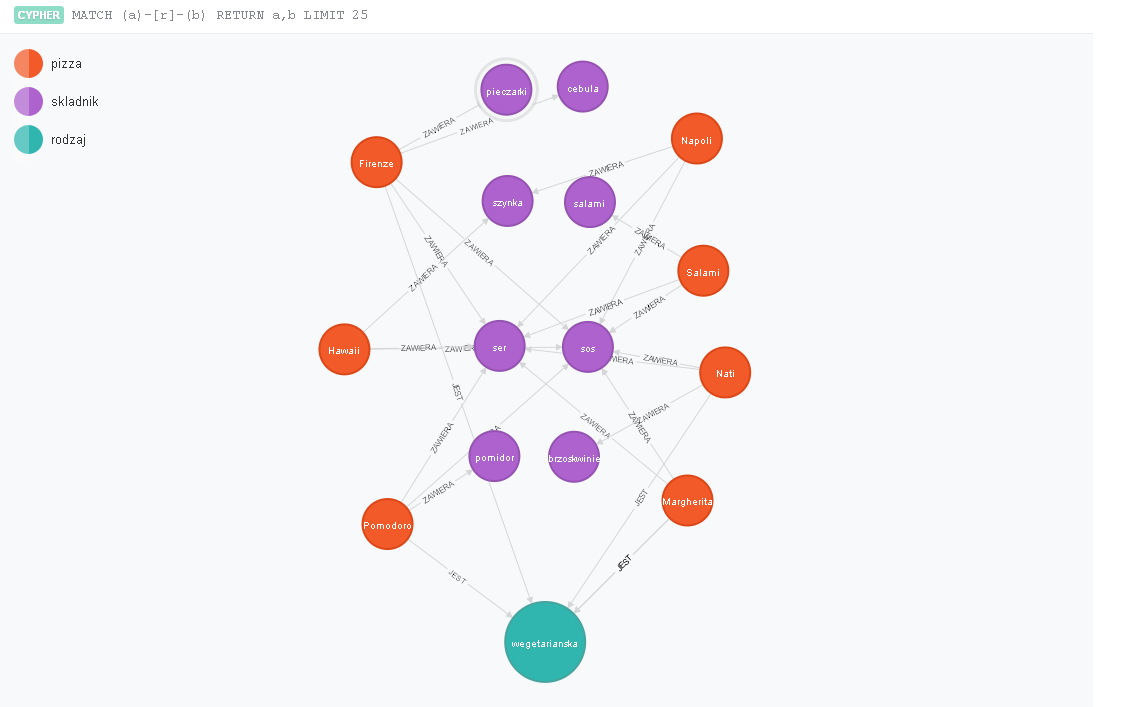 CYPHER MATCH (a)-[r]-(b) RETURN a,b LIMIT 25
pizza
skladnik
rodzaj
pieczarki
cebula
ZAWIERA
ZAWIERA
Napoli
Firenze
ZAWIERA
szynka
salami
ZAWIERA
ZAWIERA
ZAWIERA
ZAWIERA
ZAWIERA
Salami
ZAWIERA
ZAWIERA
ZAWIERA
Hawaii
ZAWIERA
ser
sos
ZAWIERA
Nati
JEST
ZAWIERA
ZAWIERA
ZAWIERA
ZAWIERA
pomidor
brzoskwinie
ZAWIERA
JEST
Margherita
Pomodoro
JEST
JEST
wegetarianska